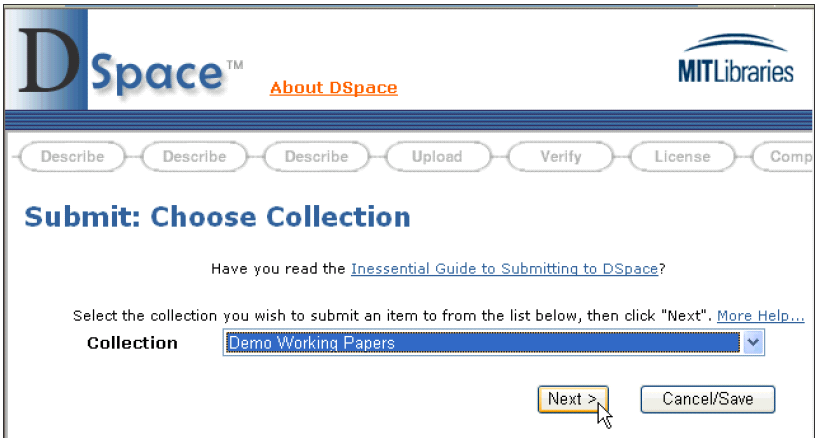 DSpace™
About DSpace
MITLibraries
Describe Describe Describe Upload Verify License Comp
Submit: Choose Collection
Have you read the Inessential Guide to Submitting to DSpace?
Select the collection you wish to submit an item to from the list below, then click "Next". More Help...
Collection Demo Working Papers
Next > Cancel/Save